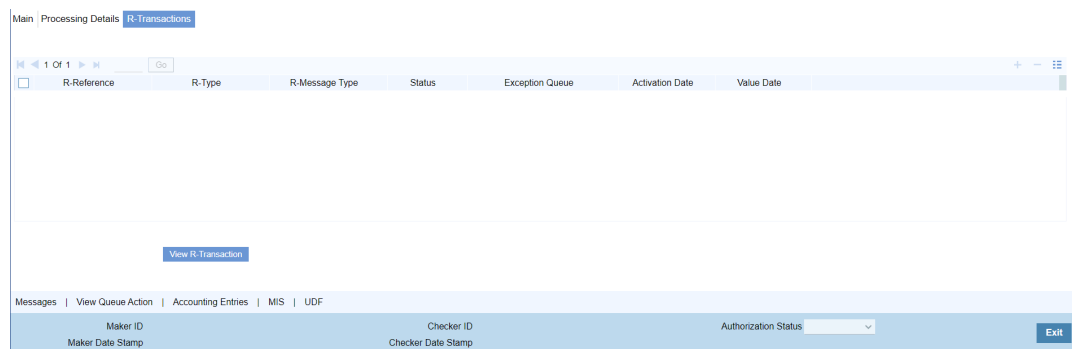 Main Processing Details R-Transactions
1 Of 1 Go
R-Reference R-Type R-Message Type Status Exception Queue Activation Date Value Date
View R-Transaction
Messages | View Queue Action | Accounting Entries | MIS | UDF
Maker ID Checker ID Authorization Status
Maker Date Stamp Checker Date Stamp
Exit